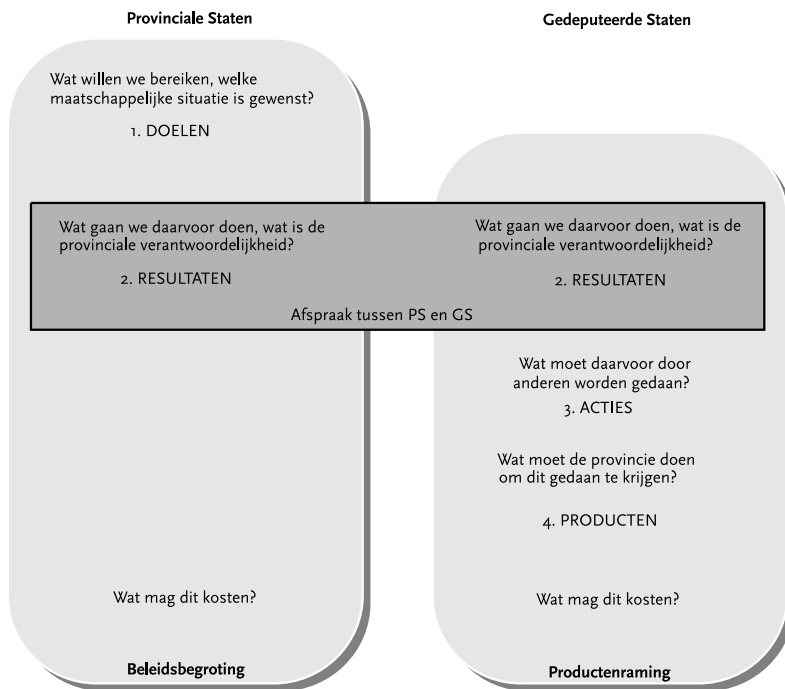 Provinciale Staten
Wat willen we bereiken, welke
maatschappelijke situatie is gewenst?
1. DOELEN
Wat gaan we daarvoor doen, wat is de
provinciale verantwoordelijkheid?
2. RESULTATEN
Gedeputeerde Staten
Wat gaan we daarvoor doen, wat is de
provinciale verantwoordelijkheid?
2. RESULTATEN
Afspraak tussen PS en GS
Wat moet daarvoor door
anderen worden gedaan?
3. ACTIES
Wat moet de provincie doen
om dit gedaan te krijgen?
4. PRODUCTEN
Wat mag dit kosten?
Beleidsbegroting
Wat mag dit kosten?
Productenraming